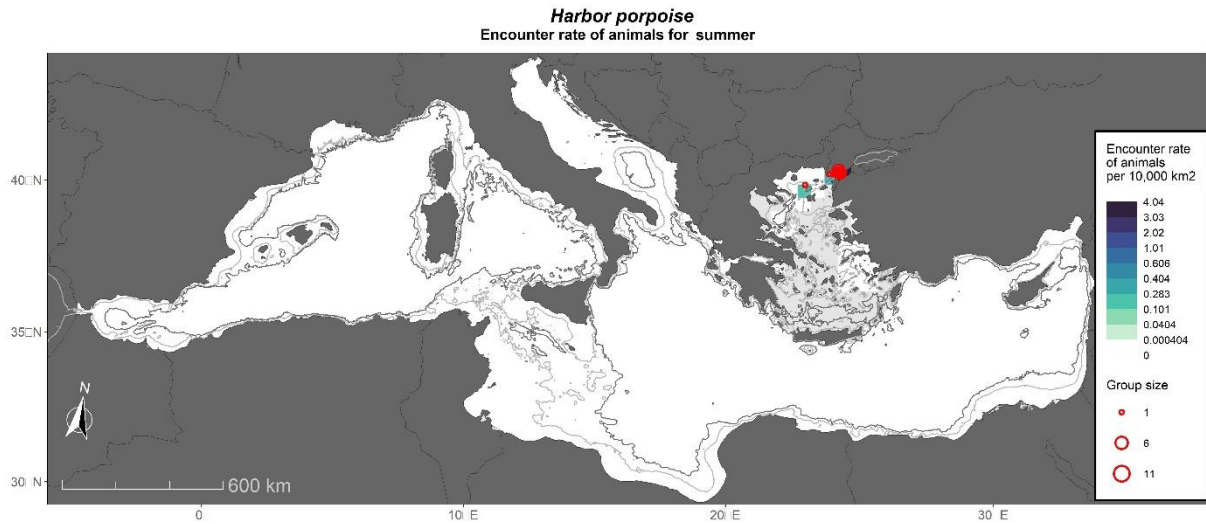 Harbor porpoise
Encounter rate of animals for summer
Encounter rate
of animals
per 10,000 km2
4.04
3.03
2.02
1.01
0.606
0.404
0.283
0.101
0.0404
0.000404
0
Group size
1
6
11
40□N
35□N
30□N
N
600 km
0
10□E
20□E
30□E